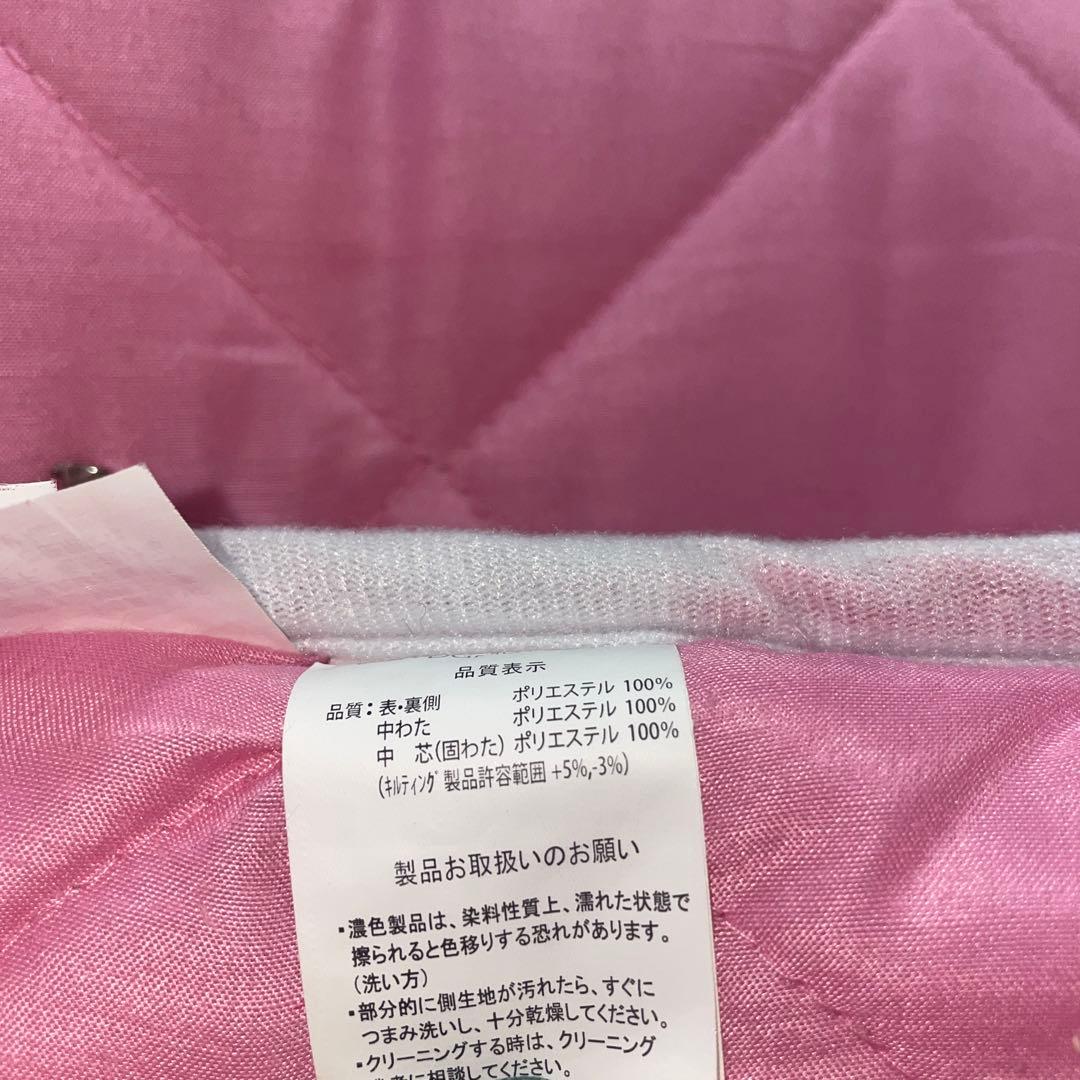 品質表示
品質：表・裏側 ポリエステル 100%
中わた ポリエステル 100%
中 芯(固わた) ポリエステル 100%
(ｷﾙﾃｨﾝｸﾞ 製品許容範囲 +5%,-3%)
製品お取扱いのお願い
▪濃色製品は、染料性質上、濡れた状態で
擦られると色移りする恐れがあります。
(洗い方)
▪部分的に側生地が汚れたら、すぐに
つまみ洗いし、十分乾燥してください。
▪クリーニングする時は、クリーニング
に相談してください。